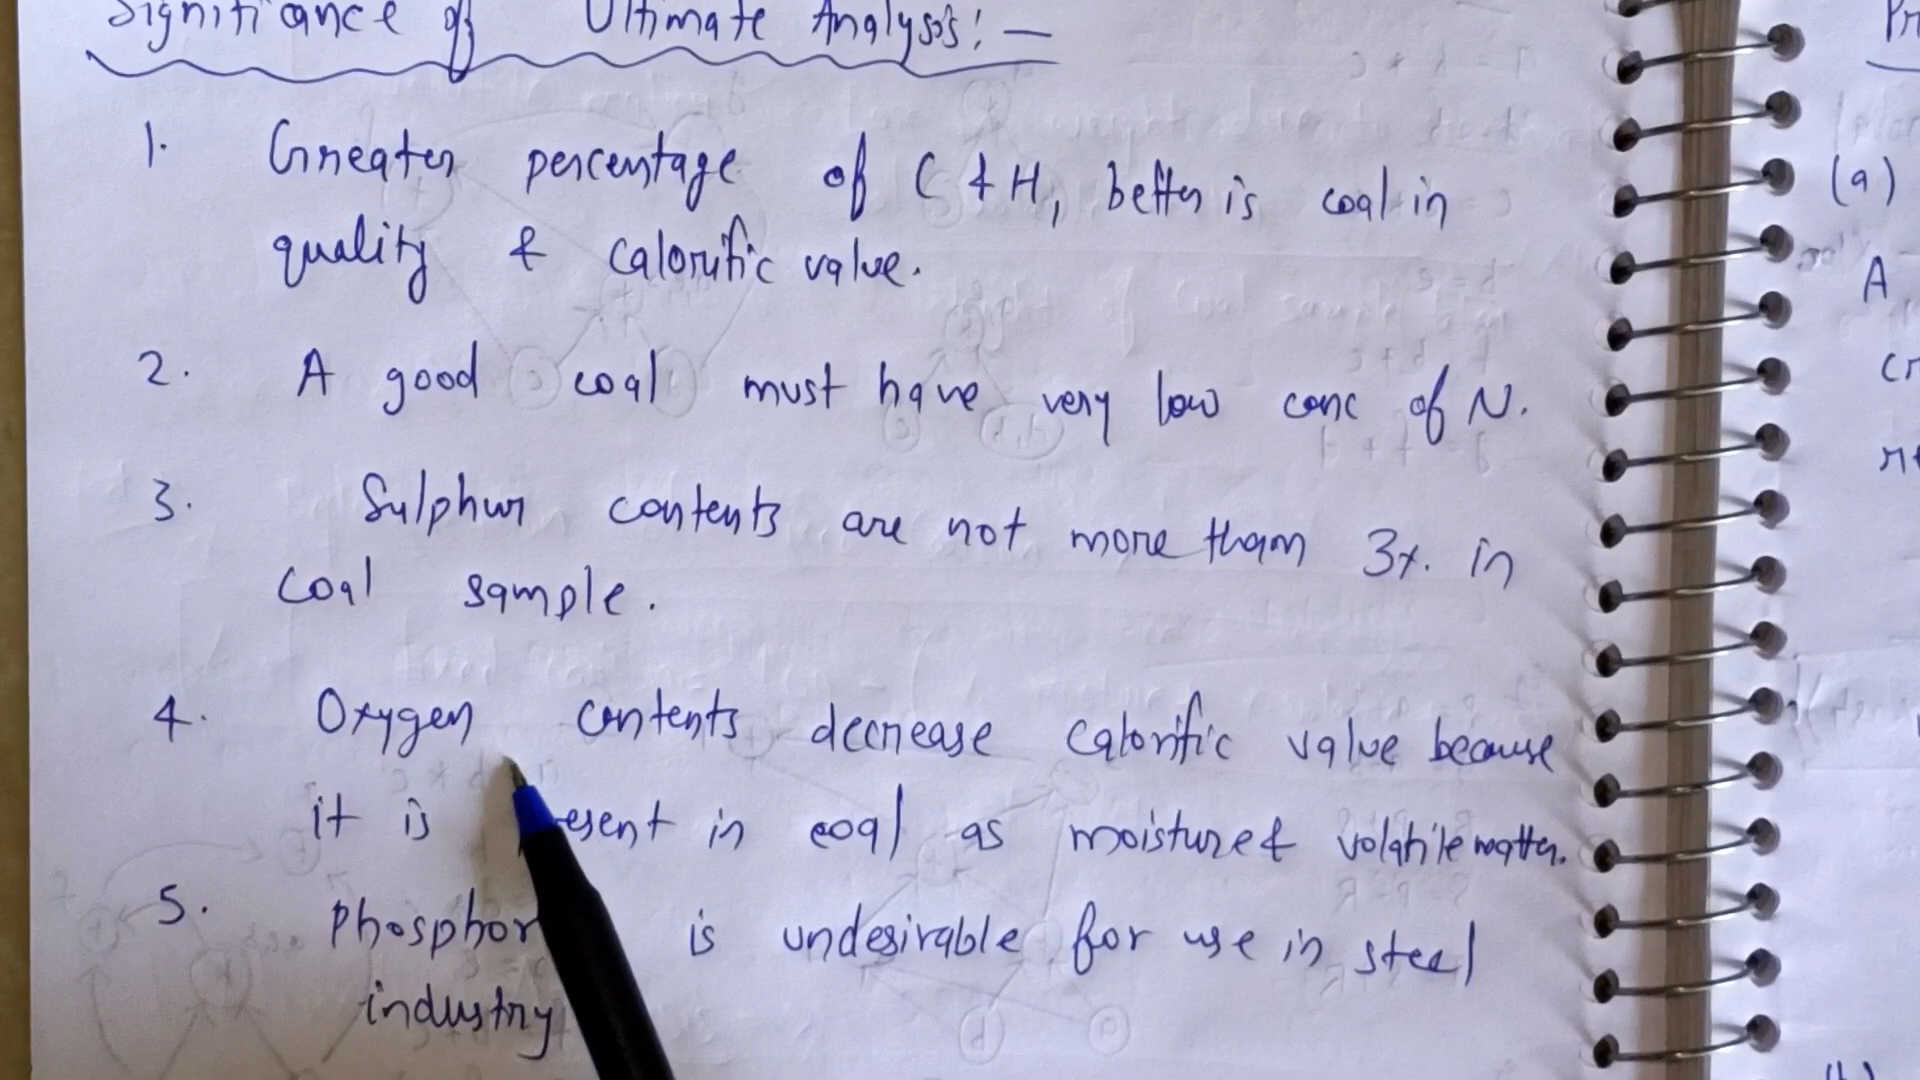 Significance of Ultimate Analysis:-
1. Greater percentage of C & H, better is coal in
quality & calorific value.
2. A good coal must have very low conc of N.
3. Sulphur contents are not more than 3%. in
coal sample.
4. Oxygen contents decrease calorific value because
it is present in coal as moisture & volatile matter.
5. Phosphor is undesirable for use in steel
industry
(a)
A